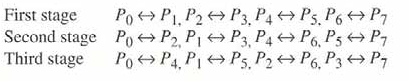 First stage P₀ ↔ P₁, P₂ ↔ P₃, P₄ ↔ P₅, P₆ ↔ P₇
Second stage P₀ ↔ P₂, P₁ ↔ P₃, P₄ ↔ P₆, P₅ ↔ P₇
Third stage P₀ ↔ P₄, P₁ ↔ P₅, P₂ ↔ P₆, P₃ ↔ P₇